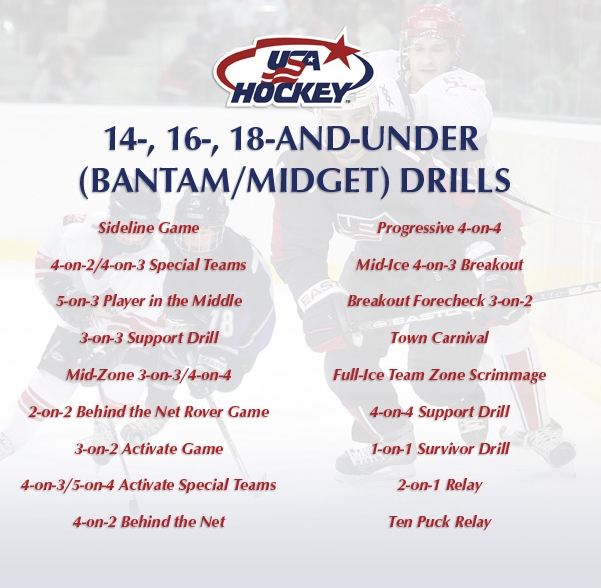 USA
HOCKEY™
14-, 16-, 18-AND-UNDER
(BANTAM/MIDGET) DRILLS
Sideline Game
4-on-2/4-on-3 Special Teams
5-on-3 Player in the Middle
3-on-3 Support Drill
Mid-Zone 3-on-3/4-on-4
2-on-2 Behind the Net Rover Game
3-on-2 Activate Game
4-on-3/5-on-4 Activate Special Teams
4-on-2 Behind the Net
Progressive 4-on-4
Mid-Ice 4-on-3 Breakout
Breakout Forecheck 3-on-2
Town Carnival
Full-Ice Team Zone Scrimmage
4-on-4 Support Drill
1-on-1 Survivor Drill
2-on-1 Relay
Ten Puck Relay
18
EASTON